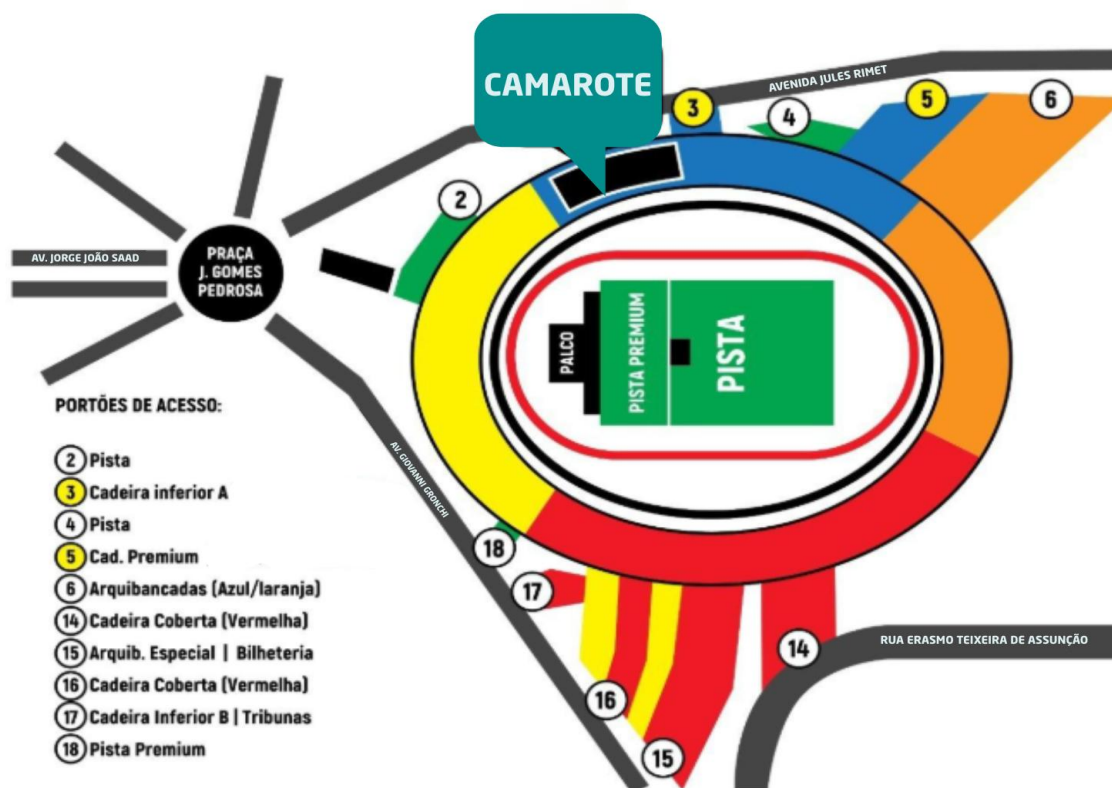 CAMAROTE
AVENIDA JULES RIMET
3
4
5
6
2
AV. JORGE JOÃO SAAD
PRAÇA
J. GOMES
PEDROSA
PALCO
PISTA PREMIUM
PISTA
AV. GIOVANNI GRONCHI
PORTÕES DE ACESSO:
2 Pista
3 Cadeira inferior A
4 Pista
5 Cad. Premium
6 Arquibancadas (Azul/laranja)
14 Cadeira Coberta (Vermelha)
15 Arquib. Especial | Bilheteria
16 Cadeira Coberta (Vermelha)
17 Cadeira Inferior B | Tribunas
18 Pista Premium
18
17
16
15
14
RUA ERASMO TEIXEIRA DE ASSUNÇÃO